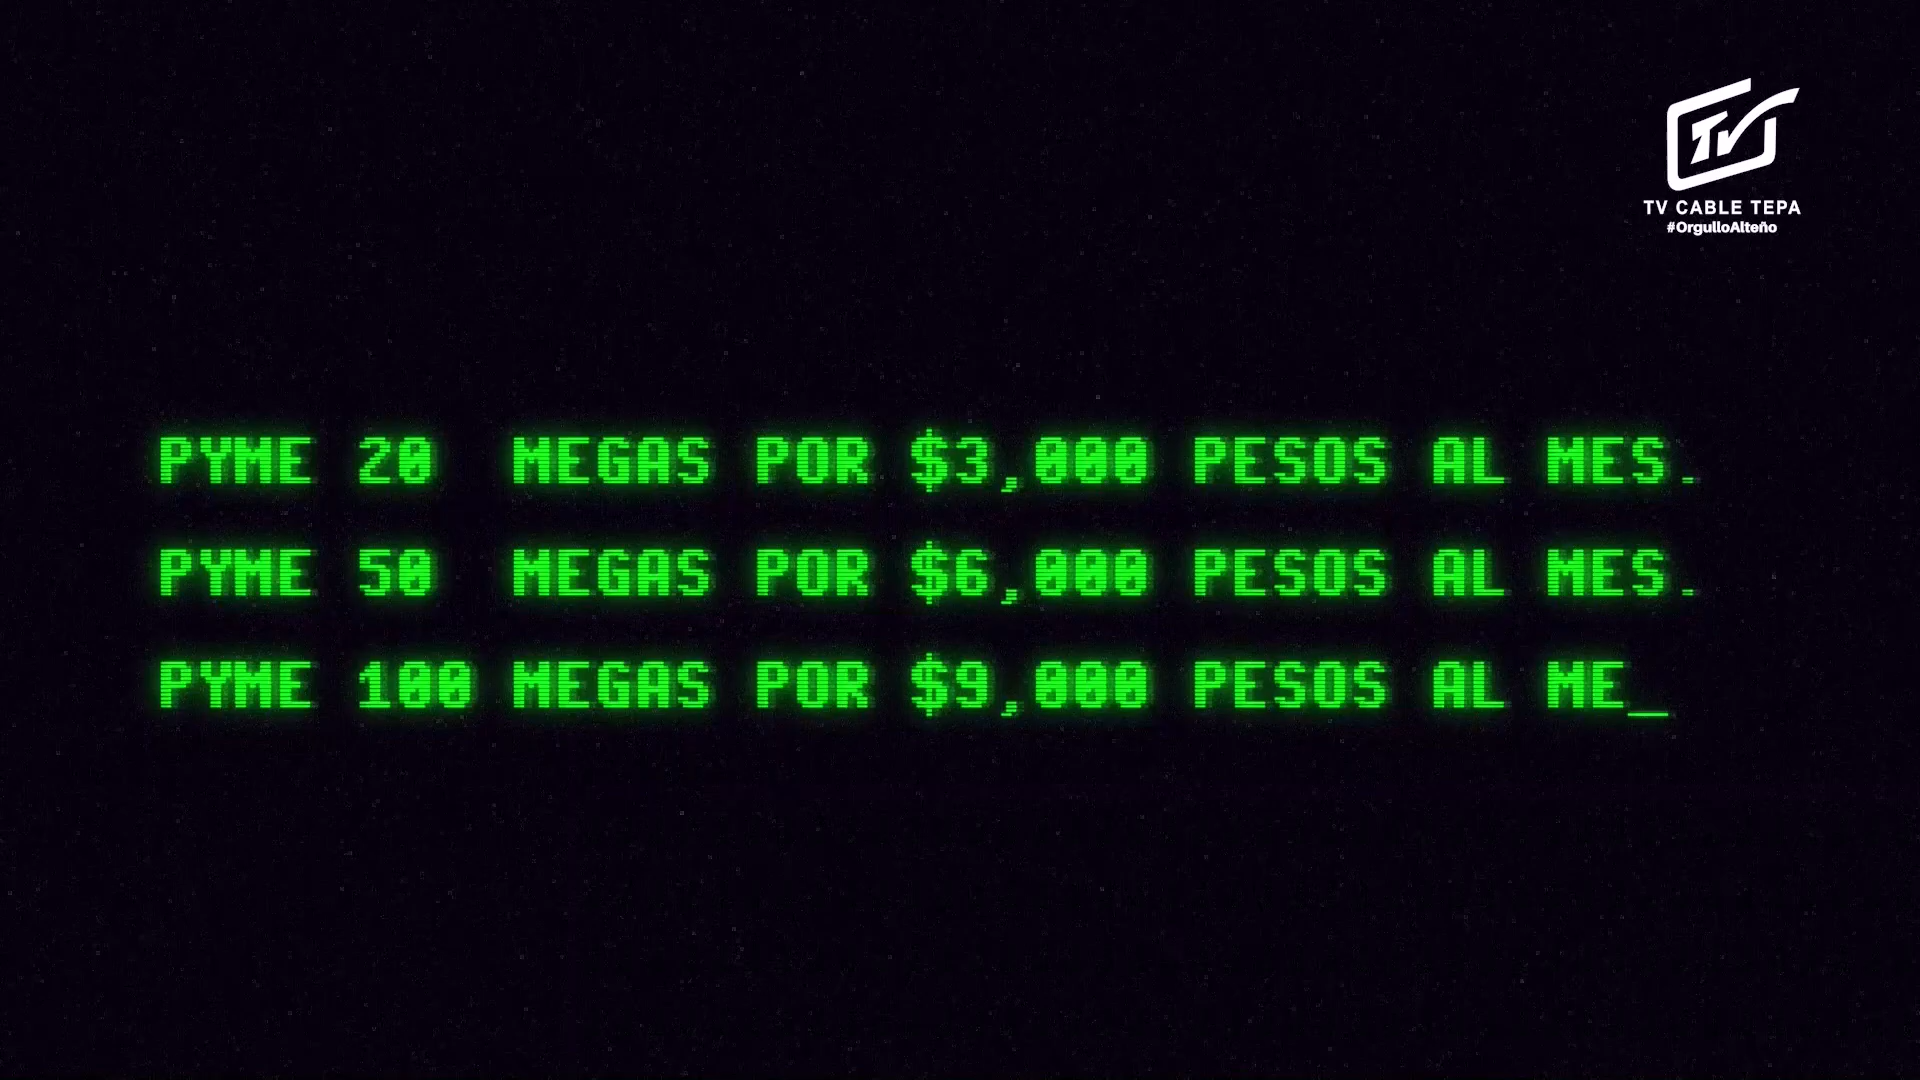 TV
TV CABLE TEPA
#OrgulloAlteño
PYME 20 MEGAS POR $3,000 PESOS AL MES.
PYME 50 MEGAS POR $6,000 PESOS AL MES.
PYME 100 MEGAS POR $9,000 PESOS AL ME_